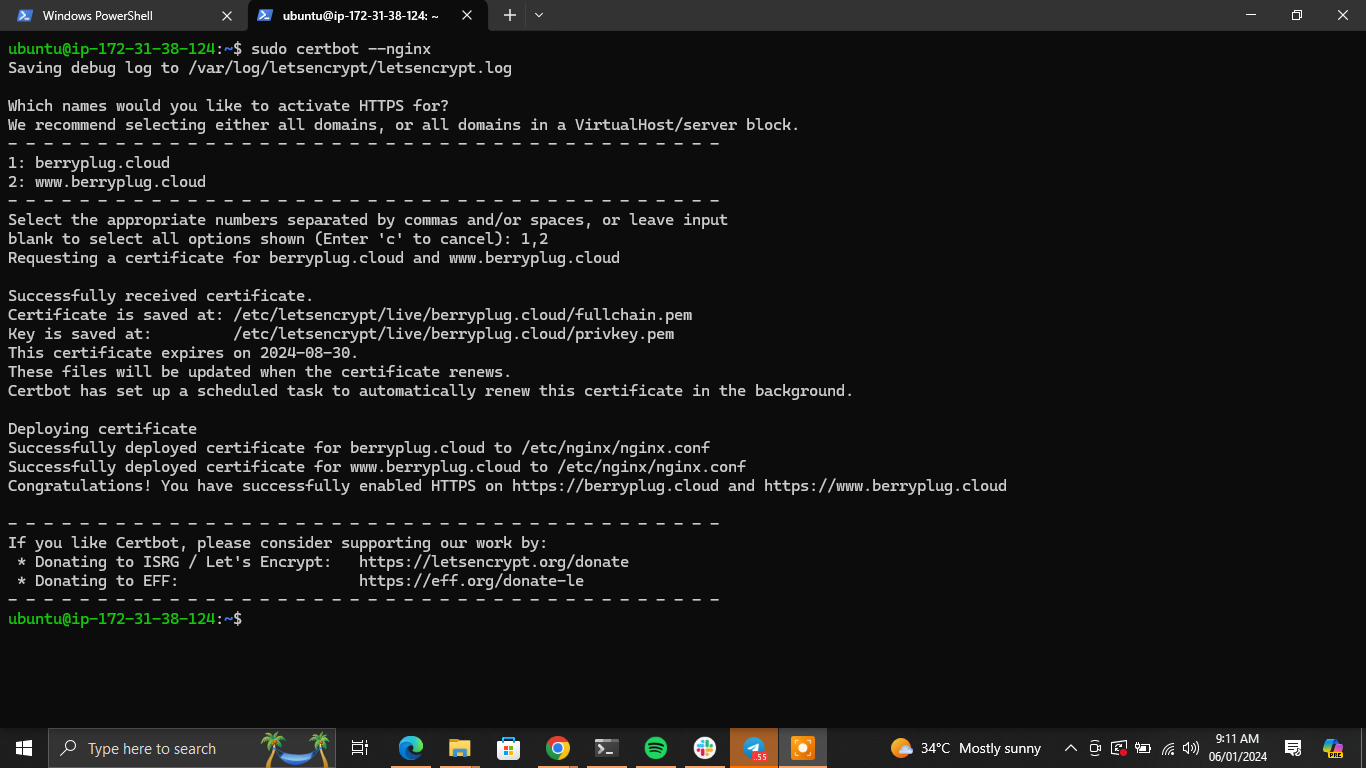 Windows PowerShell
ubuntu@ip-172-31-38-124: ~
ubuntu@ip-172-31-38-124:~$ sudo certbot --nginx
Saving debug log to /var/log/letsencrypt/letsencrypt.log
Which names would you like to activate HTTPS for?
We recommend selecting either all domains, or all domains in a VirtualHost/server block.
- - - - - - - - - - - - - - - - - - - - - - - - - - - - - - - - - - - - - - - -
1: berryplug.cloud
2: www.berryplug.cloud
- - - - - - - - - - - - - - - - - - - - - - - - - - - - - - - - - - - - - - - -
Select the appropriate numbers separated by commas and/or spaces, or leave input
blank to select all options shown (Enter 'c' to cancel): 1,2
Requesting a certificate for berryplug.cloud and www.berryplug.cloud
Successfully received certificate.
Certificate is saved at: /etc/letsencrypt/live/berryplug.cloud/fullchain.pem
Key is saved at:         /etc/letsencrypt/live/berryplug.cloud/privkey.pem
This certificate expires on 2024-08-30.
These files will be updated when the certificate renews.
Certbot has set up a scheduled task to automatically renew this certificate in the background.
Deploying certificate
Successfully deployed certificate for berryplug.cloud to /etc/nginx/nginx.conf
Successfully deployed certificate for www.berryplug.cloud to /etc/nginx/nginx.conf
Congratulations! You have successfully enabled HTTPS on https://berryplug.cloud and https://www.berryplug.cloud
- - - - - - - - - - - - - - - - - - - - - - - - - - - - - - - - - - - - - - - -
If you like Certbot, please consider supporting our work by:
 * Donating to ISRG / Let's Encrypt:   https://letsencrypt.org/donate
 * Donating to EFF:                    https://eff.org/donate-le
- - - - - - - - - - - - - - - - - - - - - - - - - - - - - - - - - - - - - - - -
ubuntu@ip-172-31-38-124:~$
Type here to search
..55
34°C Mostly sunny
9:11 AM
06/01/2024
PRE